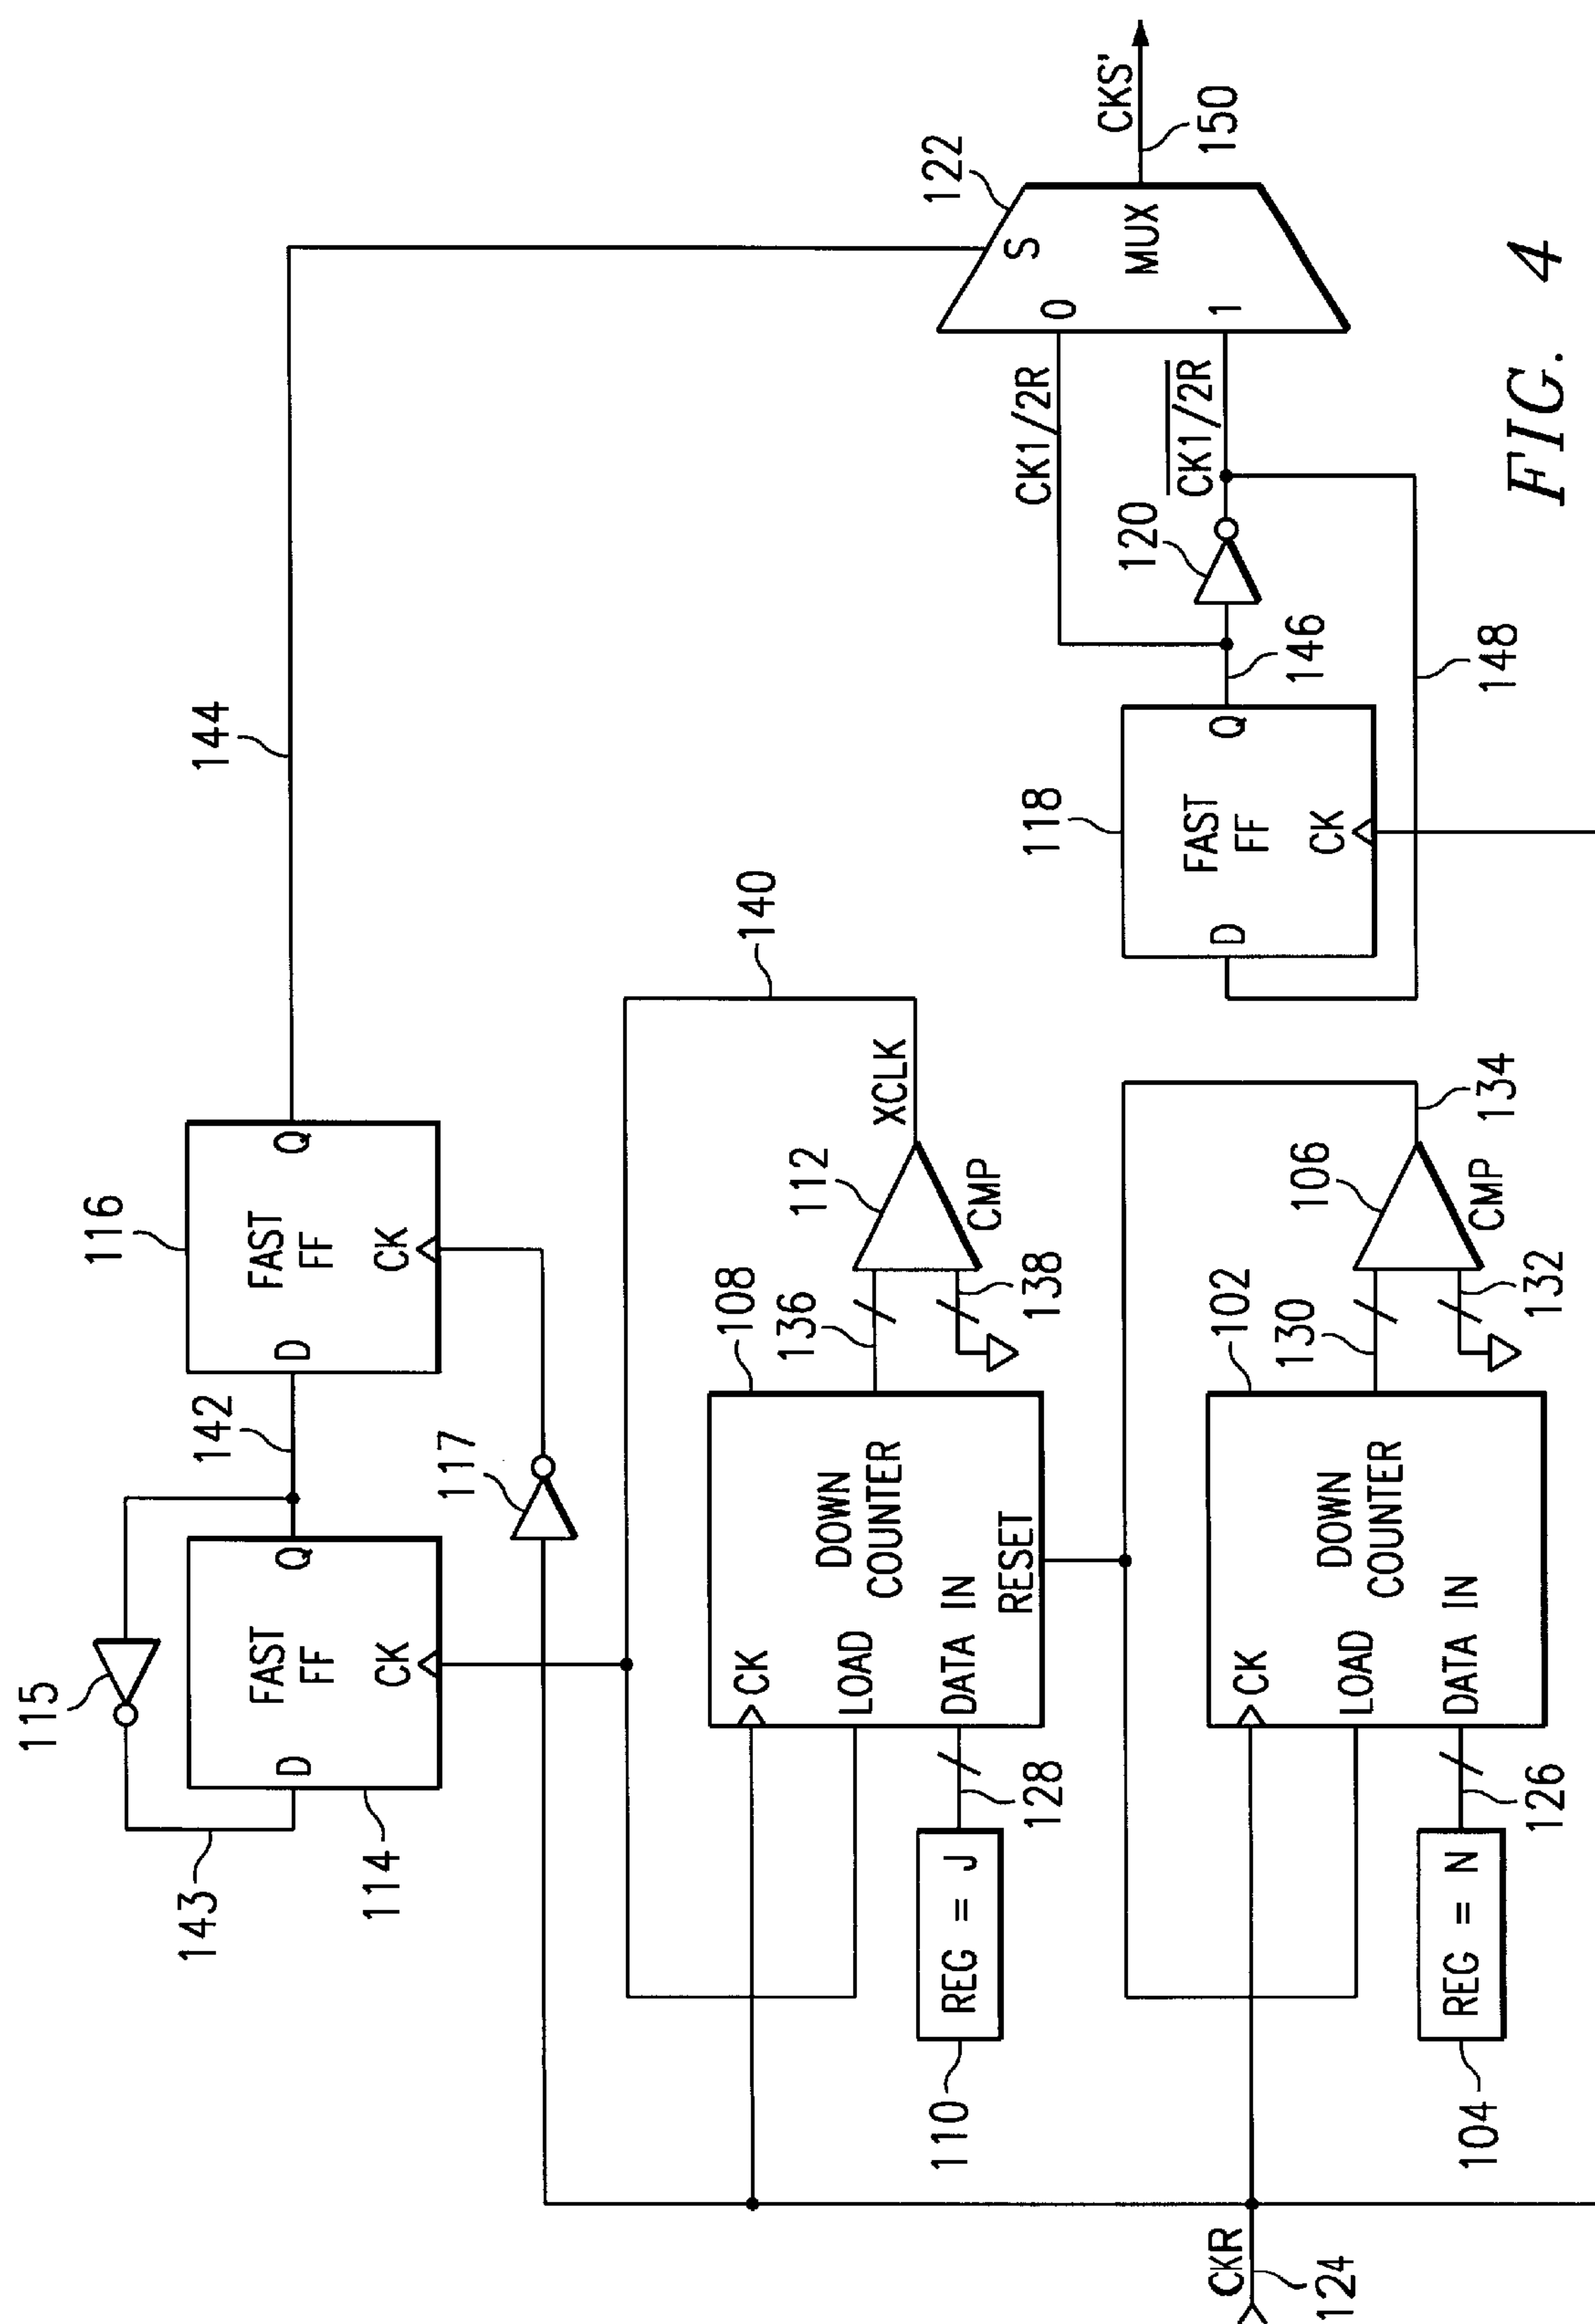 115
143
114
D
FAST
FF
CK
Q
142
116
D
FAST
FF
CK
Q
144
117
110
REG = J
128
CK
LOAD
DATA IN
RESET
DOWN
COUNTER
108
136
138
112
CMP
XCLK
140
CKR
124
104
REG = N
126
CK
LOAD
DATA IN
DOWN
COUNTER
102
130
132
106
CMP
134
118
D
FAST
FF
CK
Q
146
148
120
CK1/2R
CK1/2R
0
1
S
MUX
122
CKS'
150
FIG. 4